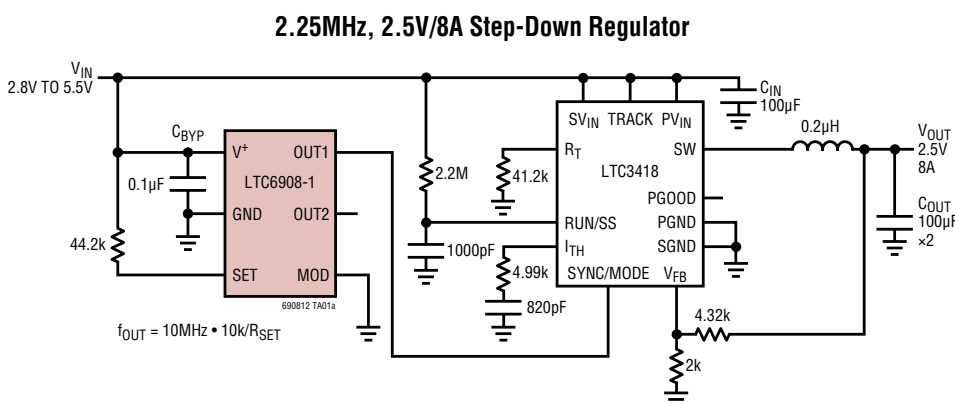 2.25MHz, 2.5V/8A Step-Down Regulator
VIN
2.8V TO 5.5V
CBYP
0.1µF
44.2k
V+
OUT1
LTC6908-1
GND
OUT2
SET
MOD
690812 TA01a
fOUT = 10MHz • 10k/RSET
2.2M
1000pF
41.2k
4.99k
820pF
SVIN TRACK PVIN
RT
SW
LTC3418
PGOOD
RUN/SS
PGND
ITH
SGND
SYNC/MODE VFB
CIN
100µF
0.2µH
VOUT
2.5V
8A
COUT
100µF
×2
4.32k
2k